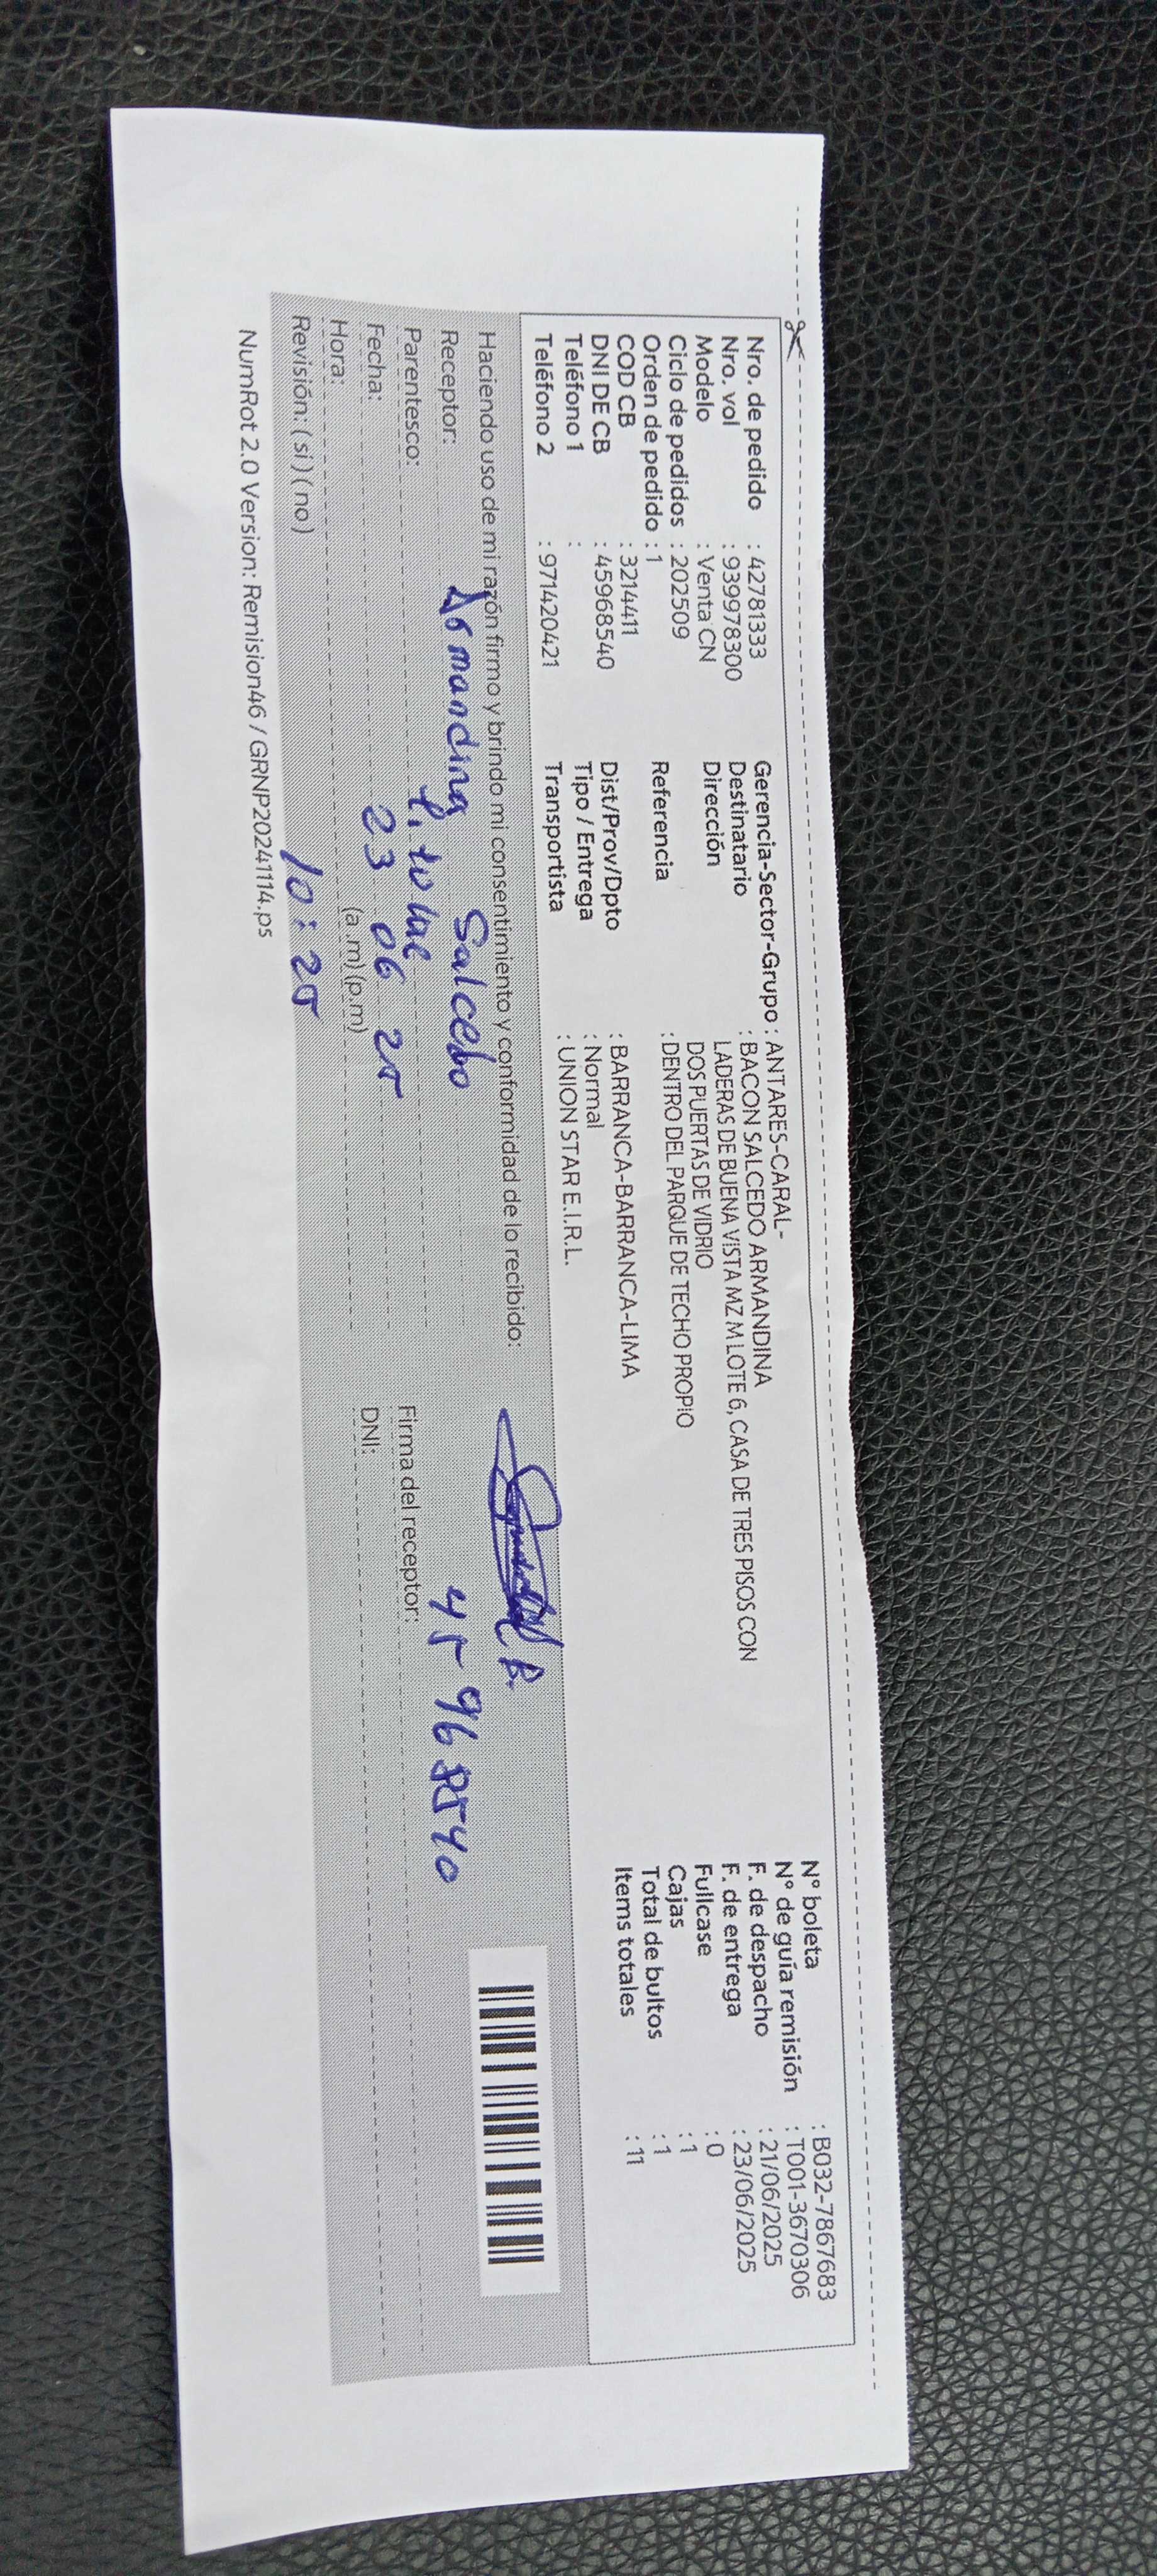 Nro. de pedido : 42781333
Nro. vol : 9399978300
Modelo : Venta CN
Ciclo de pedidos : 202509
Orden de pedido : 1
COD CB : 3214411
DNI DE CB : 45968540
Teléfono 1 :
Teléfono 2 : 971420421
Gerencia-Sector-Grupo : ANTARES-CARAL-
Destinatario : BACON SALCEDO ARMANDINA
Dirección LADERAS DE BUENA VISTA MZ M LOTE 6, CASA DE TRES PISOS CON
DOS PUERTAS DE VIDRIO
Referencia : DENTRO DEL PARQUE DE TECHO PROPIO
Dist/Prov/Dpto : BARRANCA-BARRANCA-LIMA
Tipo / Entrega : Normal
Transportista : UNION STAR E.I.R.L.
N° boleta : B032-7867683
N° de guía remisión : T001-3670306
F. de despacho : 21/06/2025
F. de entrega : 23/06/2025
Fullcase : 0
Cajas : 1
Total de bultos : 1
Items totales : 11
Haciendo uso de mi razón firmo y brindo mi consentimiento y conformidad de lo recibido:
Receptor: Armandina Salcedo
Parentesco:
Fecha: 23 06 25
Hora: (a.m) (p.m)
10:25
Revisión: ( si ) ( no )
Firma del receptor:
45968540
DNI:
NumRot 2.0 Version: Remision46 / GRNP20241114.ps